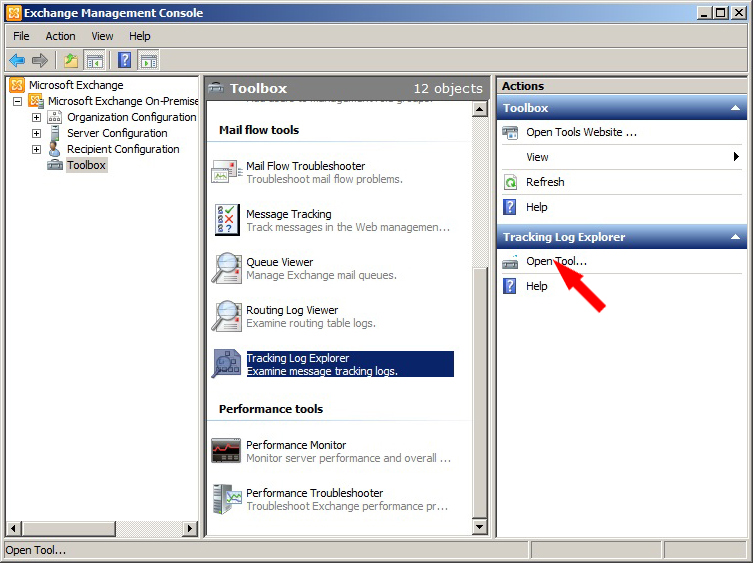 Exchange Management Console
File Action View Help
Microsoft Exchange
Microsoft Exchange On-Premise
Organization Configuration
Server Configuration
Recipient Configuration
Toolbox
Toolbox 12 objects
Mail flow tools
Mail Flow Troubleshooter
Troubleshoot mail flow problems.
Message Tracking
Track messages in the Web managemen...
Queue Viewer
Manage Exchange mail queues.
Routing Log Viewer
Examine routing table logs.
Tracking Log Explorer
Examine message tracking logs.
Performance tools
Performance Monitor
Monitor server performance and overall ...
Performance Troubleshooter
Troubleshoot Exchange performance pr...
Actions
Toolbox
Open Tools Website ...
View
Refresh
Help
Tracking Log Explorer
Open Tool...
Help
Open Tool...